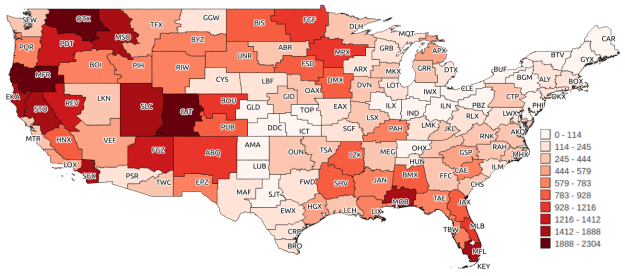 SEW OTX TFX GGW BIS FGF DLH MQT CAR
PQR PDT MSO BYZ ABR MPX GRB APX BTV GYX
BOI PIH RIW UNR FSD ARX MKX GRR DTX BUF BGM ALY BOX
MFR CYS LBF OAX DMX DVN LOT IWX CLE CTP OKX
EKA STO REV LKN SLC GJT BOU GLD GID TOP EAX ILX IND ILN PBZ PHI
MTR HNX VEF PUB DDC ICT SGF LSX LMK JKL RLX LWX AKQ
LOX SGX PSR FGZ ABQ AMA OUN TSA LZK PAH MEG OHX HUN RNK RAH MHX
TWC EPZ LUB MAF SJT FWD SHV JAN BMX FFC GSP CAE ILM CHS
EWX HGX LCH LIX MOB TAE JAX
CRP BRO TBW MLB MFL KEY
0 - 114
114 - 245
245 - 444
444 - 579
579 - 783
783 - 928
928 - 1216
1216 - 1412
1412 - 1888
1888 - 2304